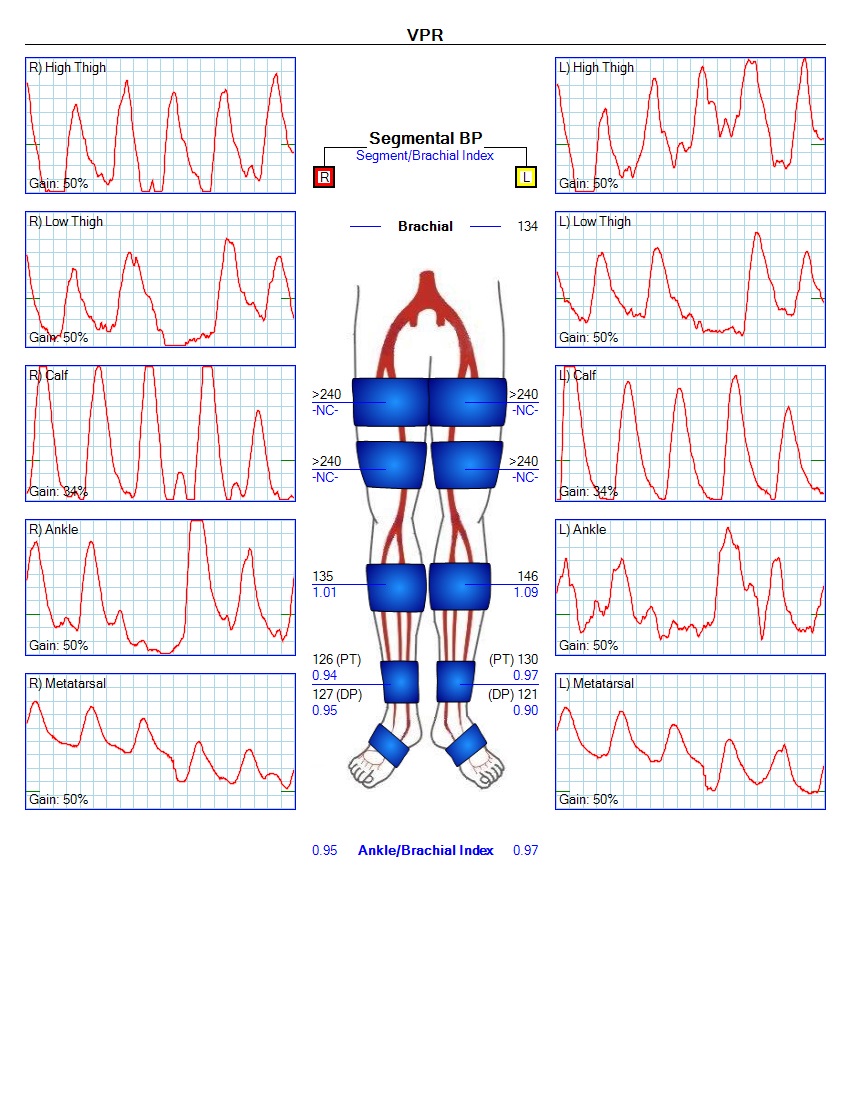 VPR
R) High Thigh
Gain: 50%
R) Low Thigh
Gain: 50%
R) Calf
Gain: 34%
R) Ankle
Gain: 50%
R) Metatarsal
Gain: 50%
Segmental BP
Segment/Brachial Index
R
L
Brachial 134
>240 >240
-NC- -NC-
>240 >240
-NC- -NC-
135 146
1.01 1.09
126 (PT) (PT) 130
0.94 0.97
127 (DP) (DP) 121
0.95 0.90
0.95 Ankle/Brachial Index 0.97
L) High Thigh
Gain: 50%
L) Low Thigh
Gain: 50%
L) Calf
Gain: 34%
L) Ankle
Gain: 50%
L) Metatarsal
Gain: 50%